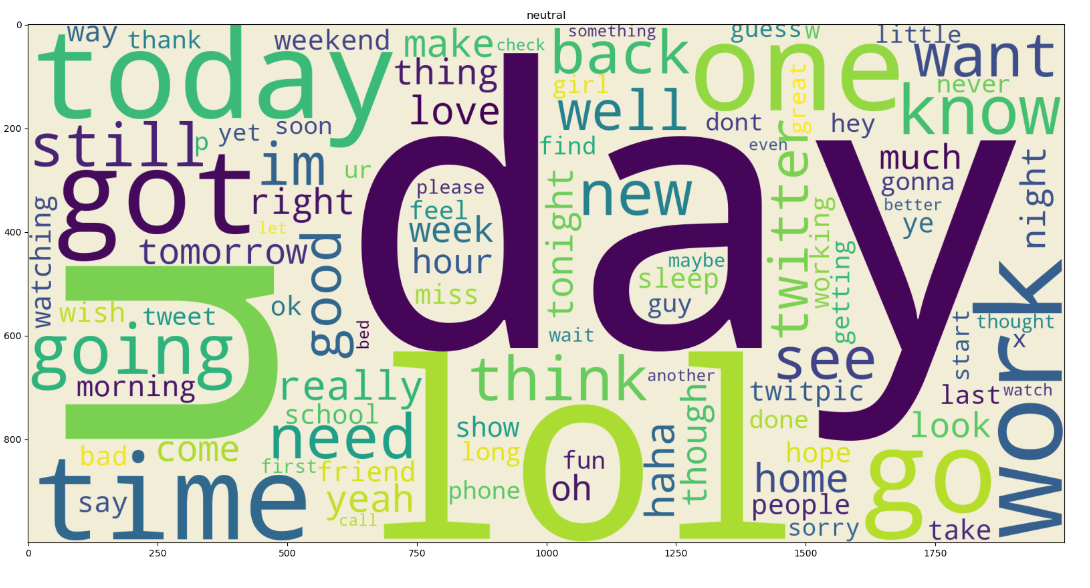 neutral
0
200
400
600
800
0
250
500
750
1000
1250
1500
1750
way
thank
weekend
make
check
something
back
guess
w
little
today
thing
girl
one
want
never
love
well
great
know
still
p
yet
soon
im
ur
find
dont
even
hey
much
gonna
better
ye
night
got
right
let
please
feel
week
hour
miss
day
new
tonight
twitter
working
getting
maybe
sleep
guy
tomorrow
watching
good
ok
bed
wish
tweet
u
going
morning
wait
see
start
thought
x
work
watch
last
think
another
twitpic
really
school
need
show
long
phone
lol
fun
oh
haha
though
done
look
hope
home
people
sorry
go
take
bad
come
first
friend
time
say
yeah
call